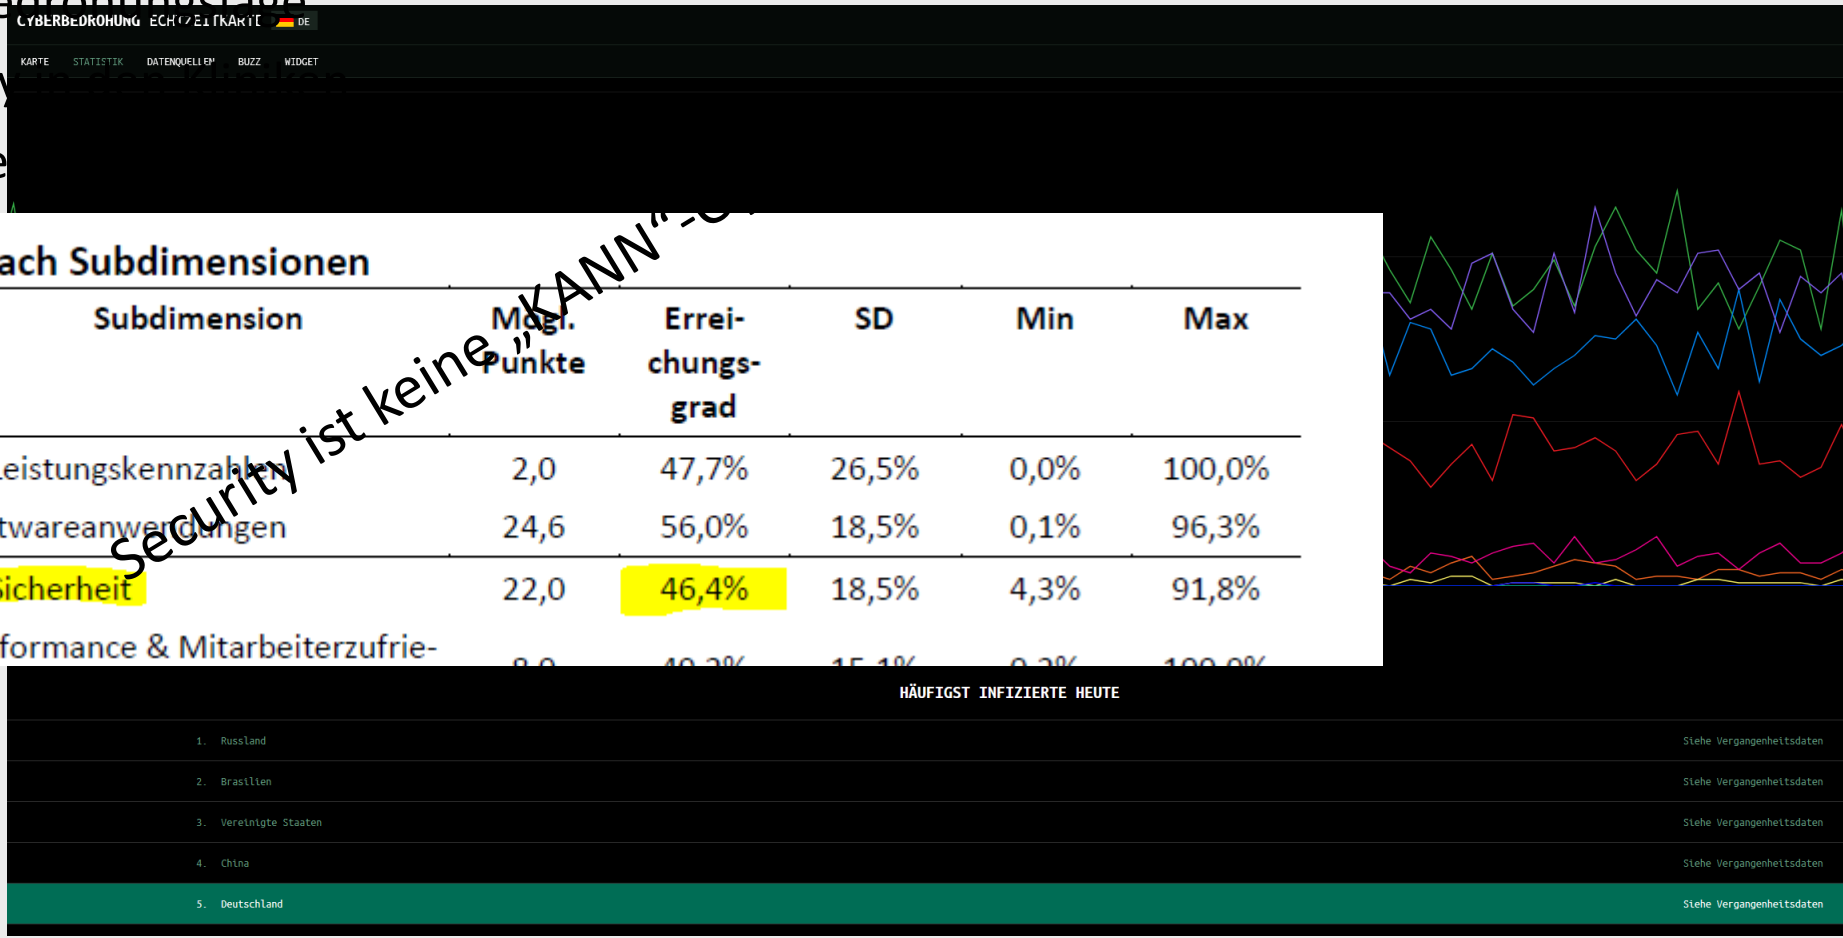 CYBERBEDROHUNG ECHTZEITKARTE DE
KARTE STATISTIK DATENQUELLEN BUZZ WIDGET
in den Kliniken
ach Subdimensionen
Subdimension Mögl. Punkte Errei- chungs- grad SD Min Max
Leistungskennzahlen 2,0 47,7% 26,5% 0,0% 100,0%
twareanwendungen 24,6 56,0% 18,5% 0,1% 96,3%
Sicherheit 22,0 46,4% 18,5% 4,3% 91,8%
formance & Mitarbeiterzufrie-
Security ist keine „KANN“-
HÄUFIGST INFIZIERTE HEUTE
1. Russland Siehe Vergangenheitsdaten
2. Brasilien Siehe Vergangenheitsdaten
3. Vereinigte Staaten Siehe Vergangenheitsdaten
4. China Siehe Vergangenheitsdaten
5. Deutschland Siehe Vergangenheitsdaten